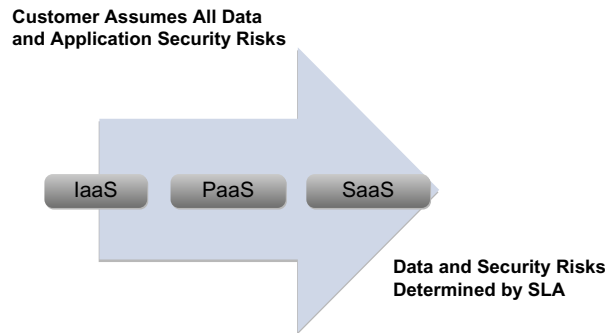 Customer Assumes All Data
and Application Security Risks
IaaS PaaS SaaS
Data and Security Risks
Determined by SLA